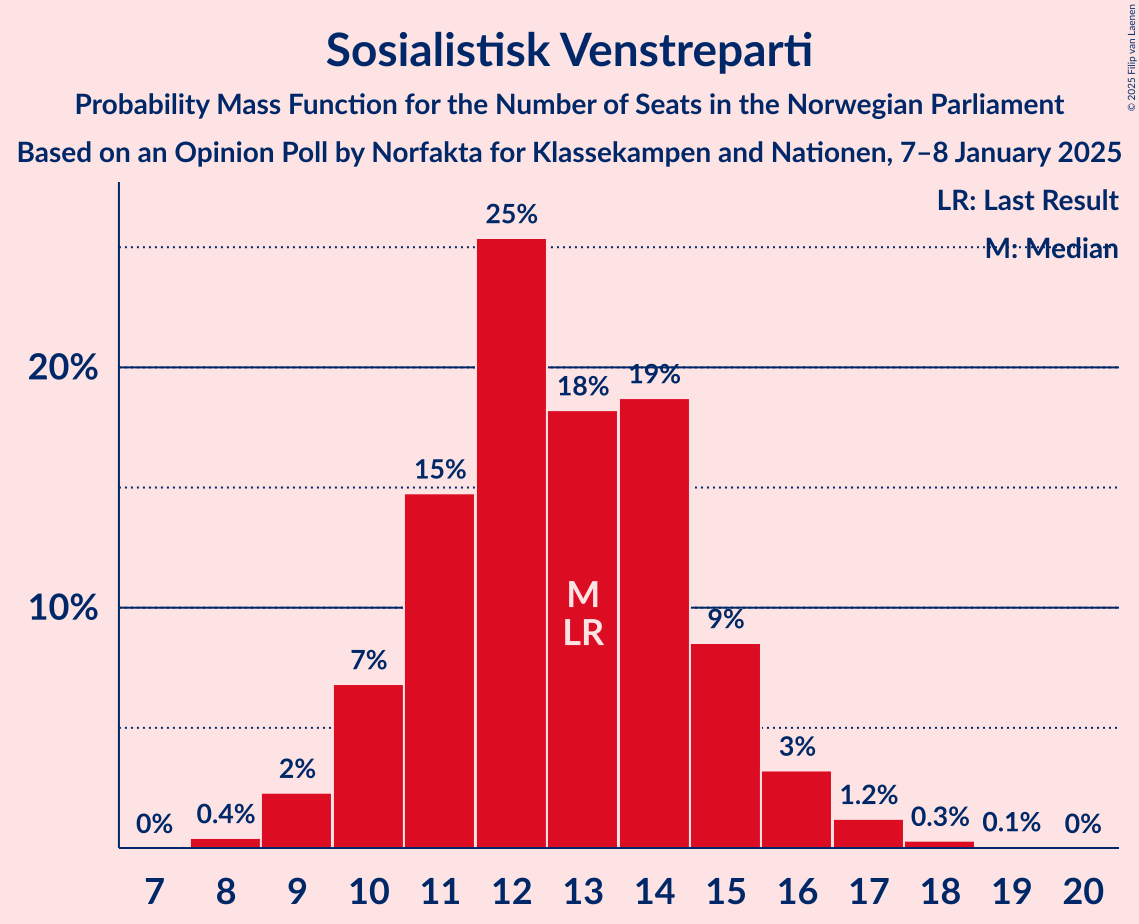 Sosialistisk Venstreparti
Probability Mass Function for the Number of Seats in the Norwegian Parliament
Based on an Opinion Poll by Norfakta for Klassekampen and Nationen, 7–8 January 2025
© 2025 Filip van Laenen
LR: Last Result
M: Median
20%
10%
0%
0.4%
2%
7%
15%
25%
18%
19%
9%
3%
1.2%
0.3%
0.1%
0%
M
LR
7 8 9 10 11 12 13 14 15 16 17 18 19 20